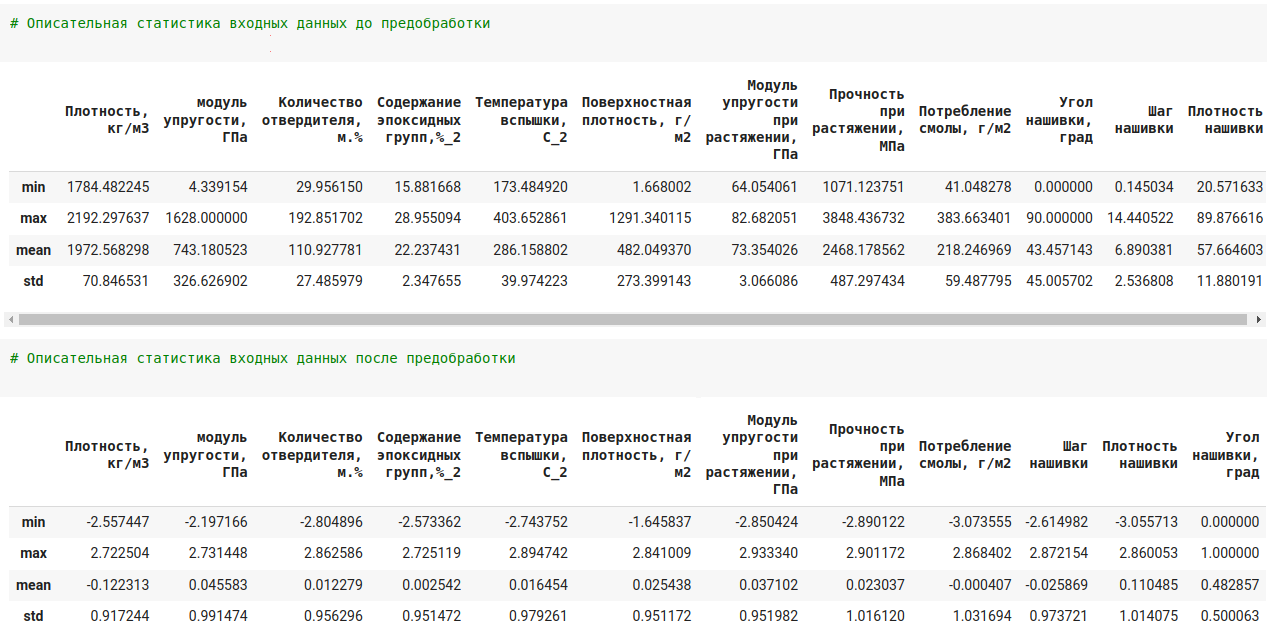 # Описательная статистика входных данных до предобработки
Плотность, кг/м3 модуль упругости, ГПа Количество отвердителя, м.% Содержание эпоксидных групп,%_2 Температура вспышки, С_2 Поверхностная плотность, г/м2 Модуль упругости при растяжении, ГПа Прочность при растяжении, МПа Потребление смолы, г/м2 Угол нашивки, град Шаг нашивки Плотность нашивки
min 1784.482245 4.339154 29.956150 15.881668 173.484920 1.668002 64.054061 1071.123751 41.048278 0.000000 0.145034 20.571633
max 2192.297637 1628.000000 192.851702 28.955094 403.652861 1291.340115 82.682051 3848.436732 383.663401 90.000000 14.440522 89.876616
mean 1972.568298 743.180523 110.927781 22.237431 286.158802 482.049370 73.354026 2468.178562 218.246969 43.457143 6.890381 57.664603
std 70.846531 326.626902 27.485979 2.347655 39.974223 273.399143 3.066086 487.297434 59.487795 45.005702 2.536808 11.880191
# Описательная статистика входных данных после предобработки
Плотность, кг/м3 модуль упругости, ГПа Количество отвердителя, м.% Содержание эпоксидных групп,%_2 Температура вспышки, С_2 Поверхностная плотность, г/м2 Модуль упругости при растяжении, ГПа Прочность при растяжении, МПа Потребление смолы, г/м2 Шаг нашивки Плотность нашивки Угол нашивки, град
min -2.557447 -2.197166 -2.804896 -2.573362 -2.743752 -1.645837 -2.850424 -2.890122 -3.073555 -2.614982 -3.055713 0.000000
max 2.722504 2.731448 2.862586 2.725119 2.894742 2.841009 2.933340 2.901172 2.868402 2.872154 2.860053 1.000000
mean -0.122313 0.045583 0.012279 0.002542 0.016454 0.025438 0.037102 0.023037 -0.000407 -0.025869 0.110485 0.482857
std 0.917244 0.991474 0.956296 0.951472 0.979261 0.951172 0.951982 1.016120 1.031694 0.973721 1.014075 0.500063